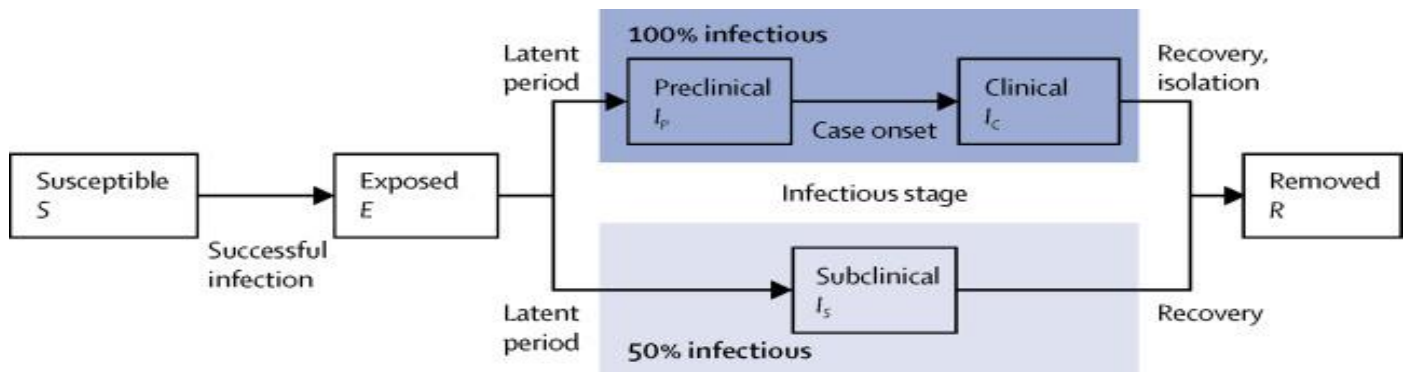 Susceptible
S
Successful
infection
Exposed
E
Latent
period
100% infectious
Preclinical
I_P
Case onset
Clinical
I_C
Recovery,
isolation
Infectious stage
Latent
period
Subclinical
I_S
50% infectious
Recovery
Removed
R